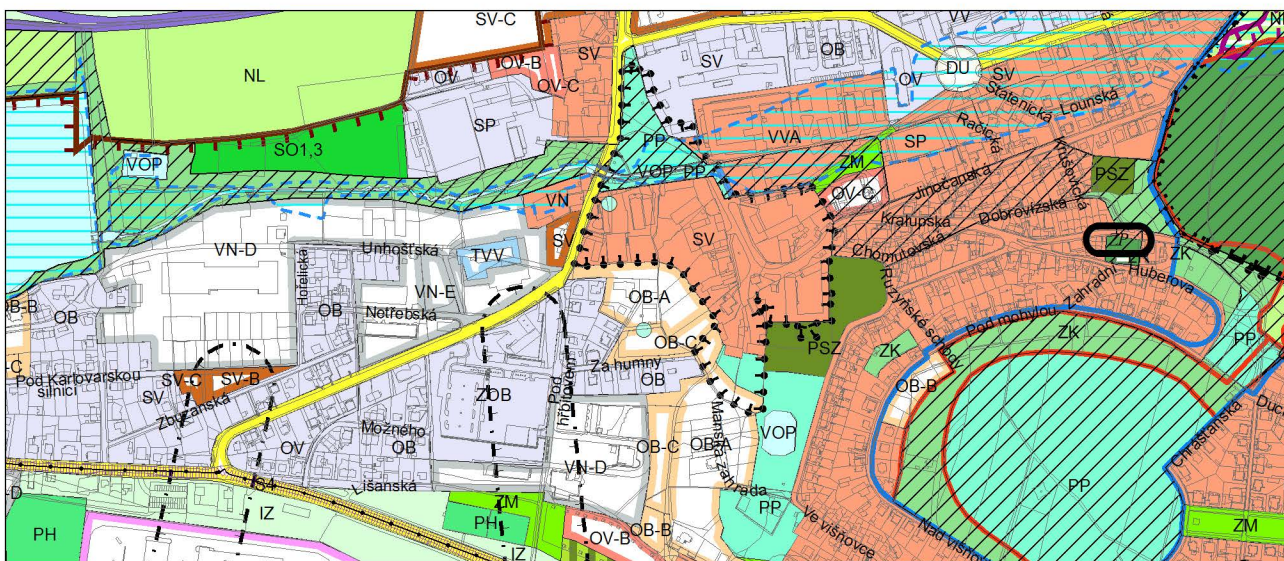 SV-C
NL
OV
OV-B
OV-C
SV
SP
SO1,3
VOP
SV
OB
VV
OV
DU
SV
Statenická
Lounská
Račická
VVA
SP
PP
VOP
PP
ZM
OV-C
Jinočanská
Krušovická
PSZ
Kralupská
Dobrovízská
Chomutovská
ZP
ZK
VN
SV
SV
VN-D
Unhošťská
TVV
Hořelická
VN-E
OB
Netřebská
OB-B
OB
OB-A
OB-C
Za humny
OB
PSZ
Ruzyňské schody
Zahradní
Huberova
Pod mohylou
ZK
ZK
PP
OB-B
Pod Karlovarskou
silnicí
SV-C
SV-B
SV
Zbuzanská
OV
Možného
OB
ZOB
Pod
hřbitovem
VN-D
OB-C
OB-A
Manská zahrada
VOP
PP
Ve višňovce
Chrášťanská
PP
Lišanská
S4
IZ
PH
ZM
PH
IZ
OV-B
OB-B
ZM